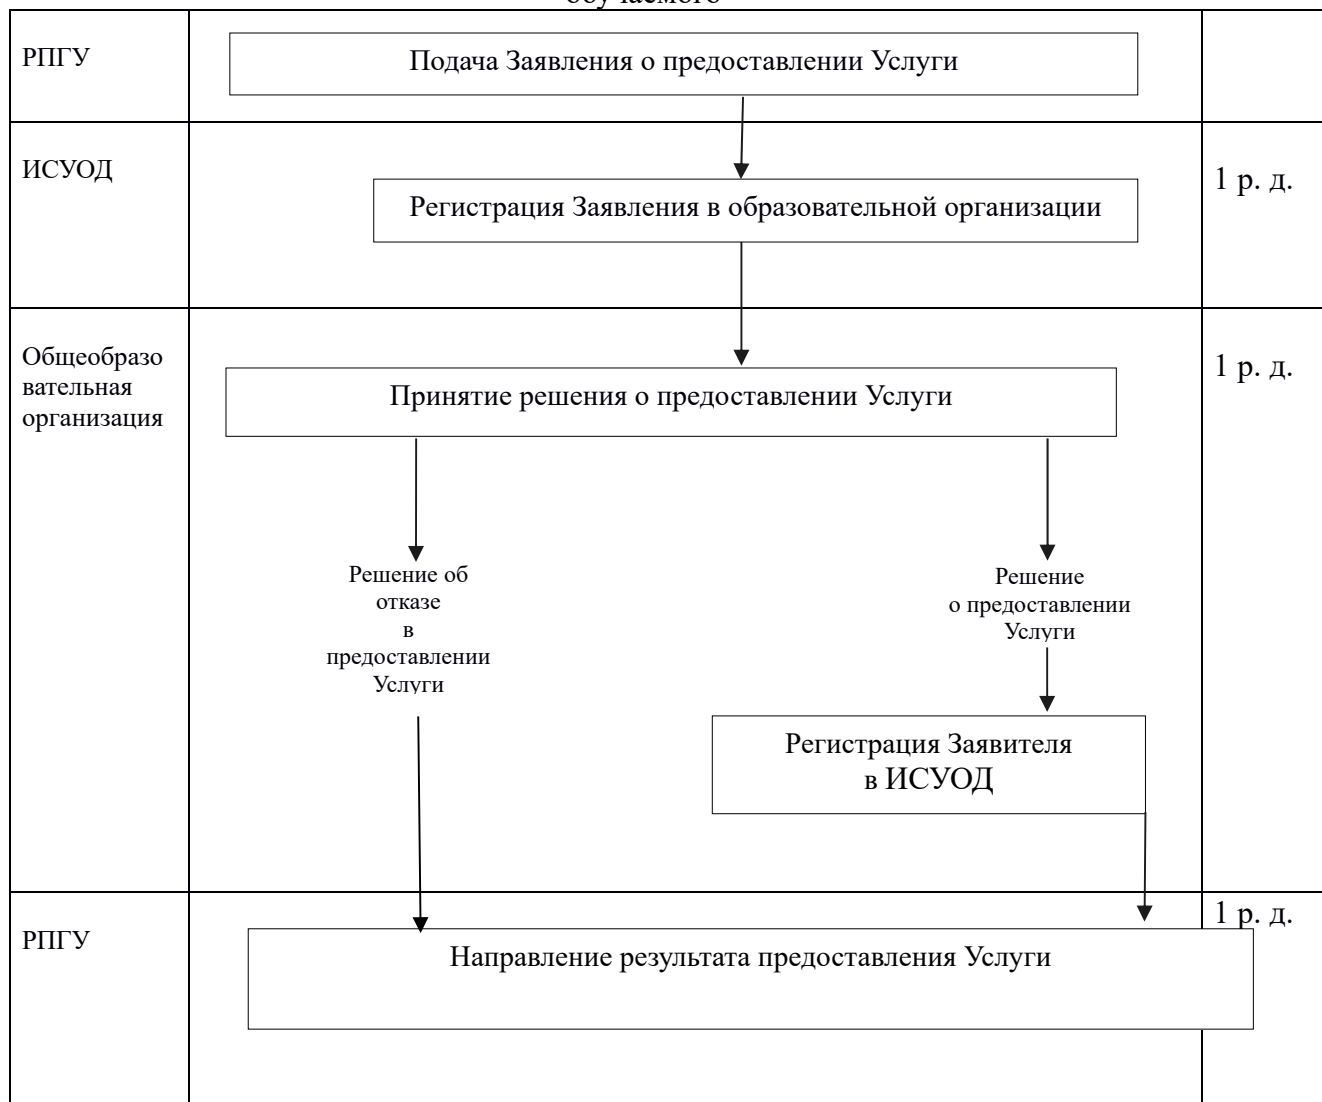 обучаемого
РПГУ
Подача Заявления о предоставлении Услуги
ИСУОД
1 р. д.
Регистрация Заявления в образовательной организации
Общеобразо
вательная
организация
1 р. д.
Принятие решения о предоставлении Услуги
Решение об
отказе
в
предоставлении
Услуги
Решение
о предоставлении
Услуги
Регистрация Заявителя
в ИСУОД
РПГУ
1 р. д.
Направление результата предоставления Услуги